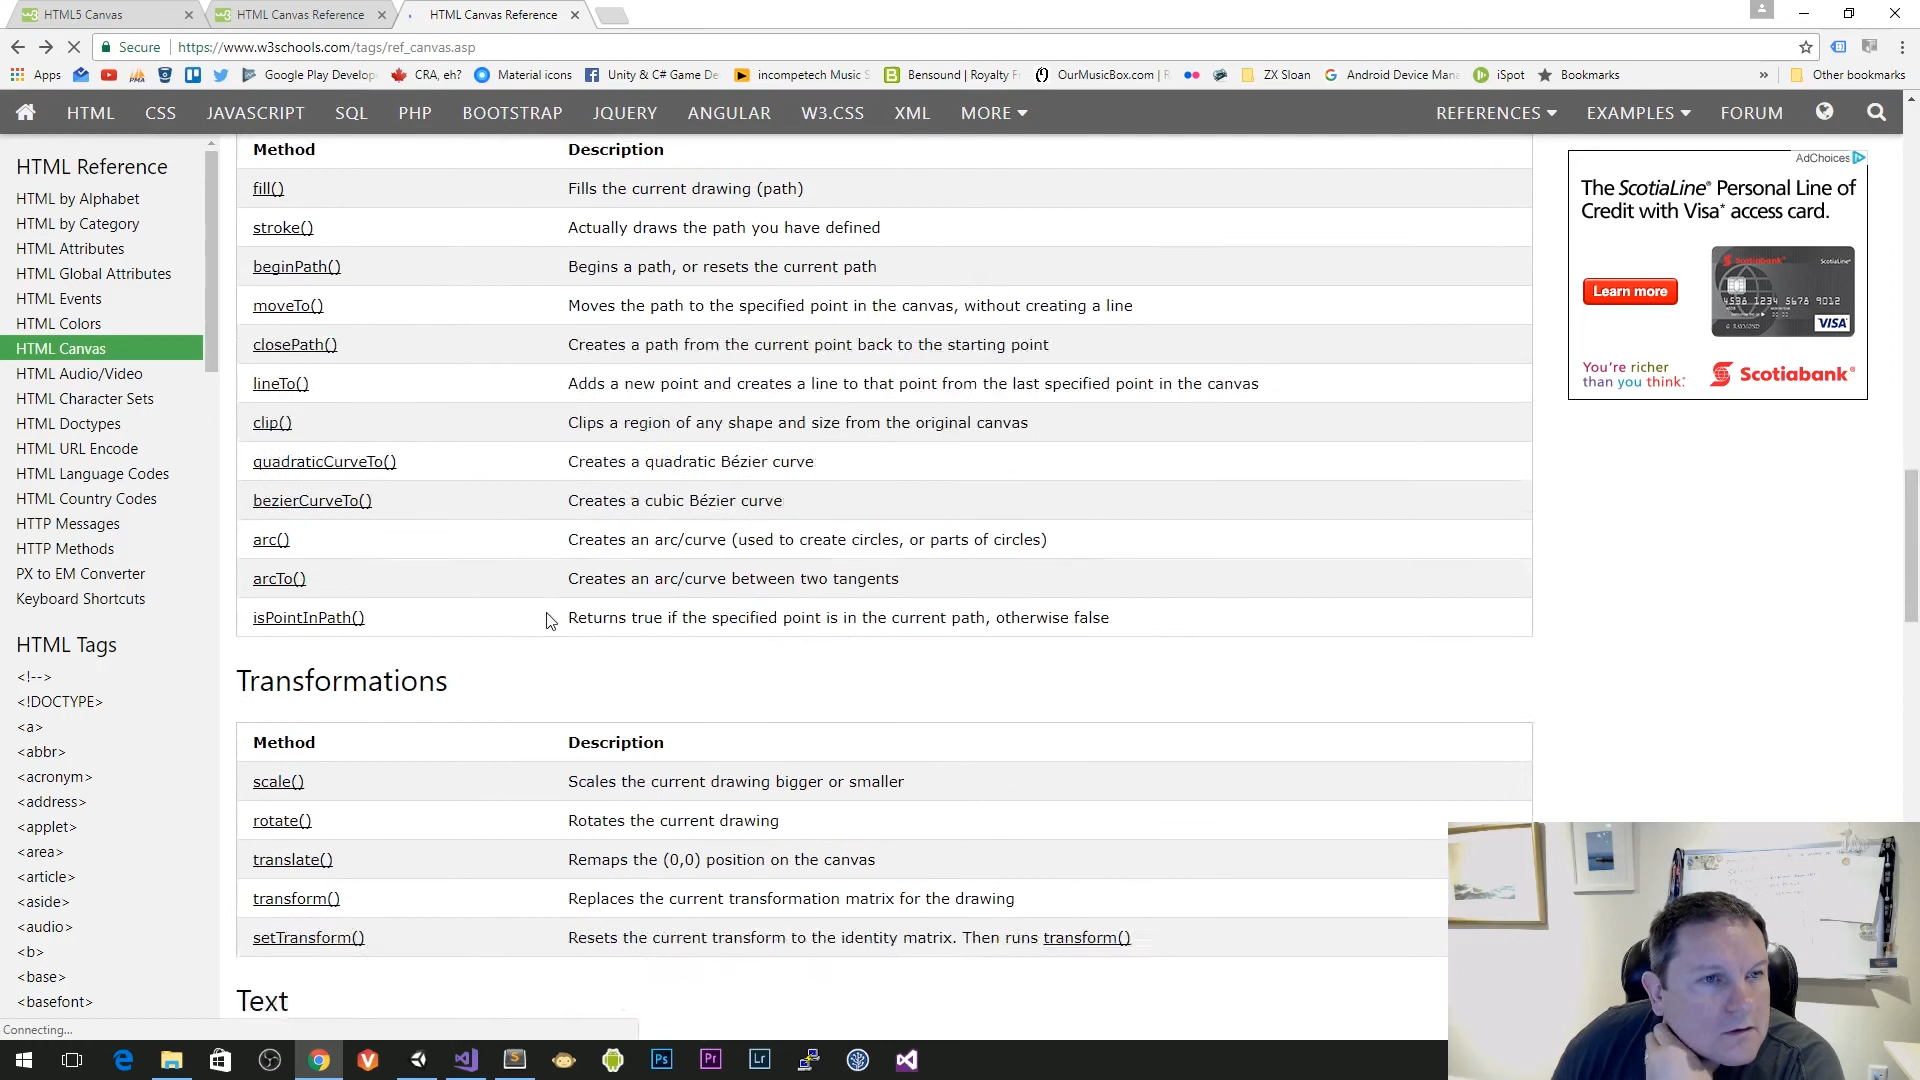 HTML5 Canvas
HTML Canvas Reference
HTML Canvas Reference
Secure
https://www.w3schools.com/tags/ref_canvas.asp
Apps
Google Play Develop
CRA, eh?
Material icons
Unity & C# Game De
incompetech Music S
Bensound | Royalty F
OurMusicBox.com | R
ZX Sloan
Android Device Mana
iSpot
Bookmarks
Other bookmarks
HTML CSS JAVASCRIPT SQL PHP BOOTSTRAP JQUERY ANGULAR W3.CSS XML MORE
REFERENCES EXAMPLES FORUM
HTML Reference
HTML by Alphabet
HTML by Category
HTML Attributes
HTML Global Attributes
HTML Events
HTML Colors
HTML Canvas
HTML Audio/Video
HTML Character Sets
HTML Doctypes
HTML URL Encode
HTML Language Codes
HTML Country Codes
HTTP Messages
HTTP Methods
PX to EM Converter
Keyboard Shortcuts
HTML Tags
<!-->
<!DOCTYPE>
<a>
<abbr>
<acronym>
<address>
<applet>
<area>
<article>
<aside>
<audio>
<b>
<base>
<basefont>
Connecting...
Method Description
fill() Fills the current drawing (path)
stroke() Actually draws the path you have defined
beginPath() Begins a path, or resets the current path
moveTo() Moves the path to the specified point in the canvas, without creating a line
closePath() Creates a path from the current point back to the starting point
lineTo() Adds a new point and creates a line to that point from the last specified point in the canvas
clip() Clips a region of any shape and size from the original canvas
quadraticCurveTo() Creates a quadratic Bézier curve
bezierCurveTo() Creates a cubic Bézier curve
arc() Creates an arc/curve (used to create circles, or parts of circles)
arcTo() Creates an arc/curve between two tangents
isPointInPath() Returns true if the specified point is in the current path, otherwise false
Transformations
Method Description
scale() Scales the current drawing bigger or smaller
rotate() Rotates the current drawing
translate() Remaps the (0,0) position on the canvas
transform() Replaces the current transformation matrix for the drawing
setTransform() Resets the current transform to the identity matrix. Then runs transform()
Text
AdChoices
The ScotiaLine® Personal Line of
Credit with Visa* access card.
Learn more
Scotiabank
ScotiaLine
4538 1234 5678 9012
G RAYMOND
VISA
You're richer
than you think.®
Scotiabank®
Ps
Pr
Lr